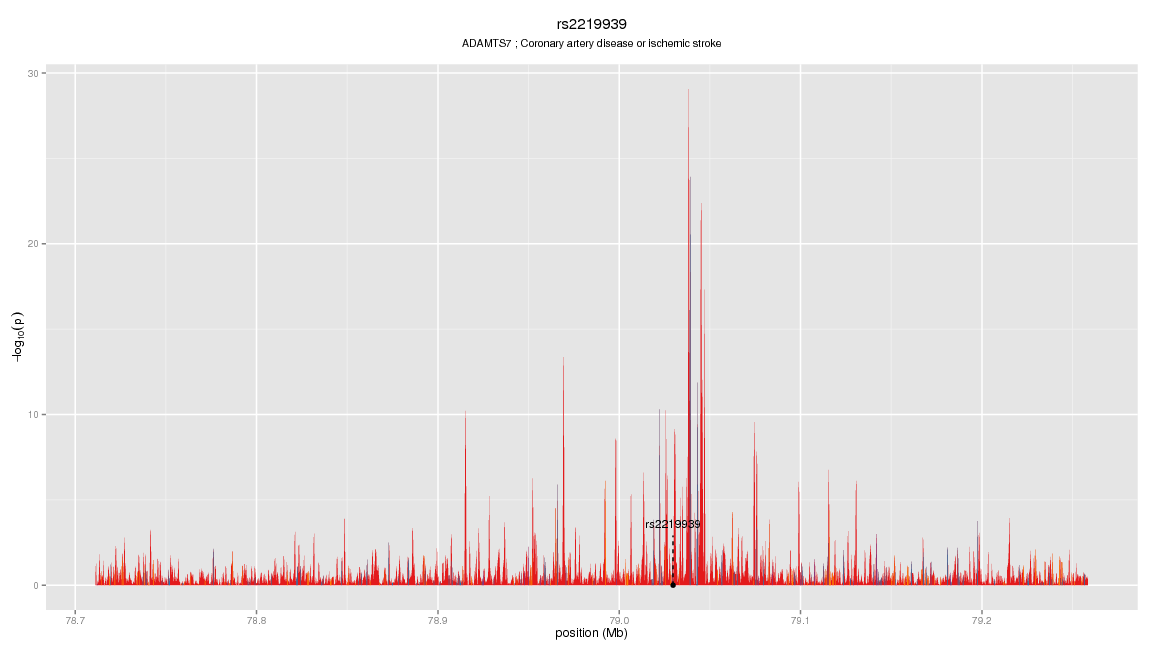 rs2219939
ADAMTS7 ; Coronary artery disease or ischemic stroke
30
20
10
0
−log10(p)
rs2219939
78.7 78.8 78.9 79.0 79.1 79.2
position (Mb)